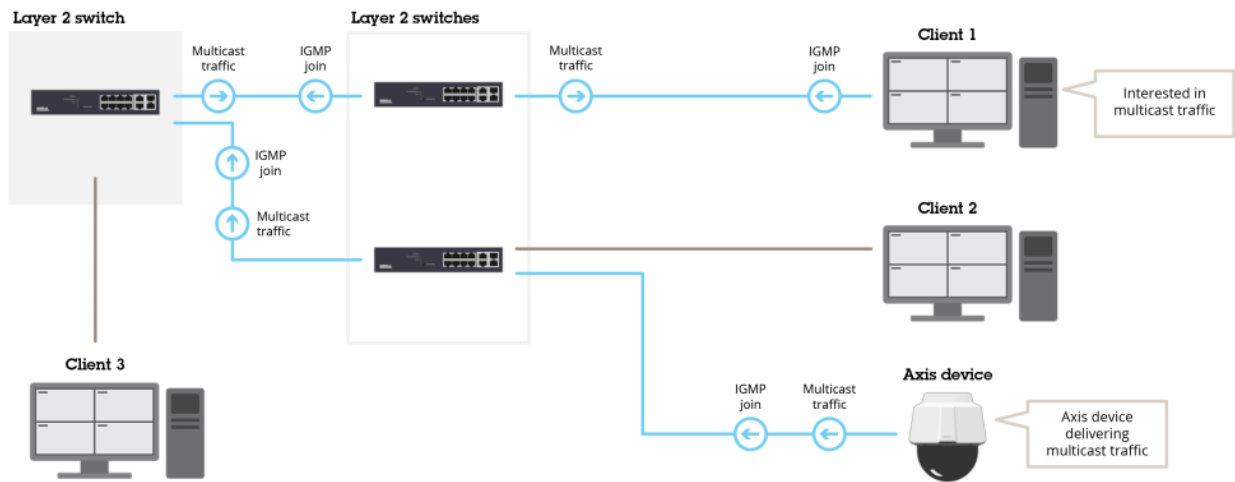 Layer 2 switch
Layer 2 switches
Client 1
Multicast
traffic
IGMP
join
Multicast
traffic
IGMP
join
Interested in
multicast traffic
IGMP
join
Multicast
traffic
Client 2
Client 3
Axis device
IGMP
join
Multicast
traffic
Axis device
delivering
multicast traffic